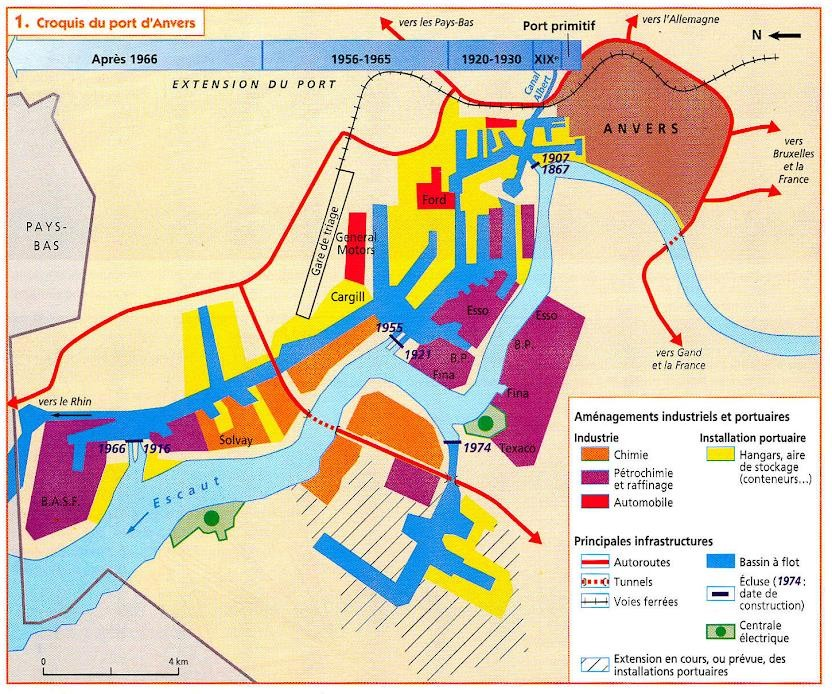 1. Croquis du port d'Anvers
vers les Pays-Bas
Port primitif
vers l'Allemagne
N
Après 1966
1956-1965
1920-1930
XIXᵉ
EXTENSION DU PORT
Canal
Albert
ANVERS
1907
1867
vers
Bruxelles
et la
France
PAYS-
BAS
Ford
Gare de triage
General
Motors
Cargill
Esso
Esso
1955
1921
B.P.
B.P.
Fina
Fina
vers Gand
et la France
vers le Rhin
Solvay
1966
1916
1974
Texaco
B.A.S.F.
Escaut
0 4 km
Aménagements industriels et portuaires
Industrie
Chimie
Pétrochimie
et raffinage
Automobile
Installation portuaire
Hangars, aire
de stockage
(conteneurs...)
Principales infrastructures
Autoroutes
Tunnels
Voies ferrées
Bassin à flot
Écluse (1974 :
date de
construction)
Centrale
électrique
Extension en cours, ou prévue, des
installations portuaires